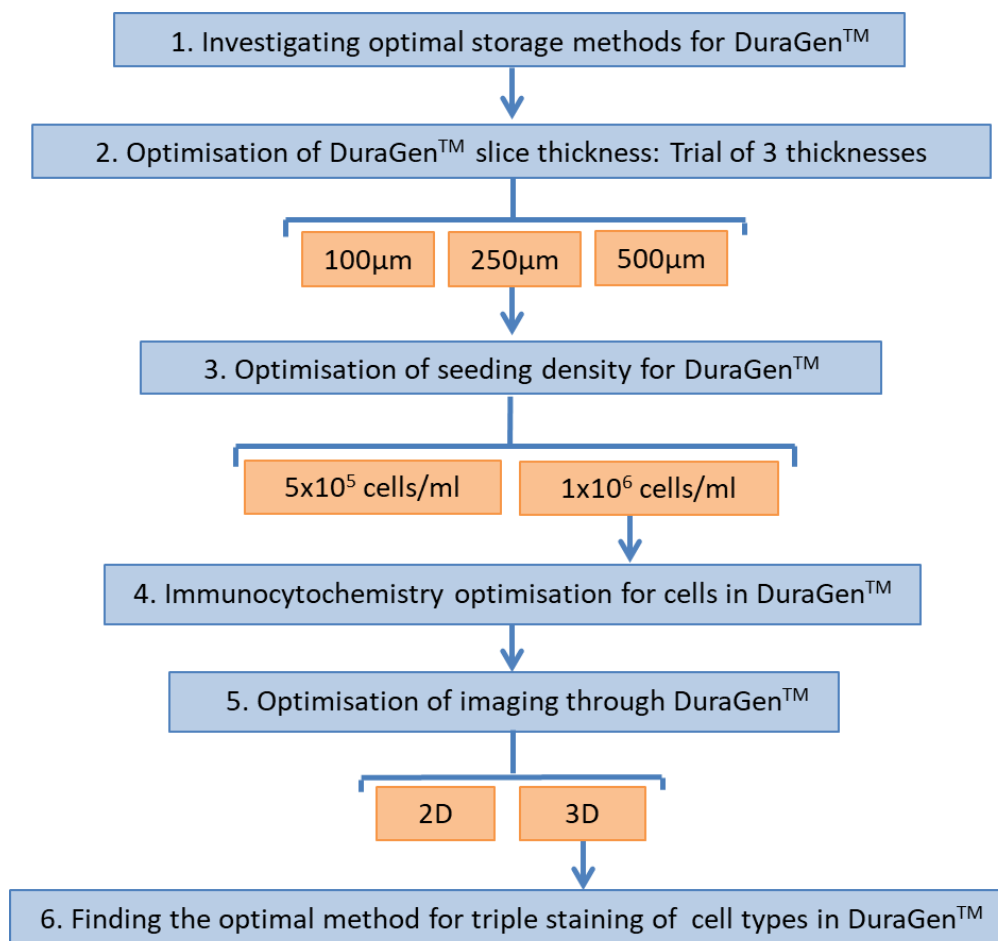 1. Investigating optimal storage methods for DuraGen™
2. Optimisation of DuraGen™ slice thickness: Trial of 3 thicknesses
100µm 250µm 500µm
3. Optimisation of seeding density for DuraGen™
5x10⁵ cells/ml 1x10⁶ cells/ml
4. Immunocytochemistry optimisation for cells in DuraGen™
5. Optimisation of imaging through DuraGen™
2D 3D
6. Finding the optimal method for triple staining of cell types in DuraGen™